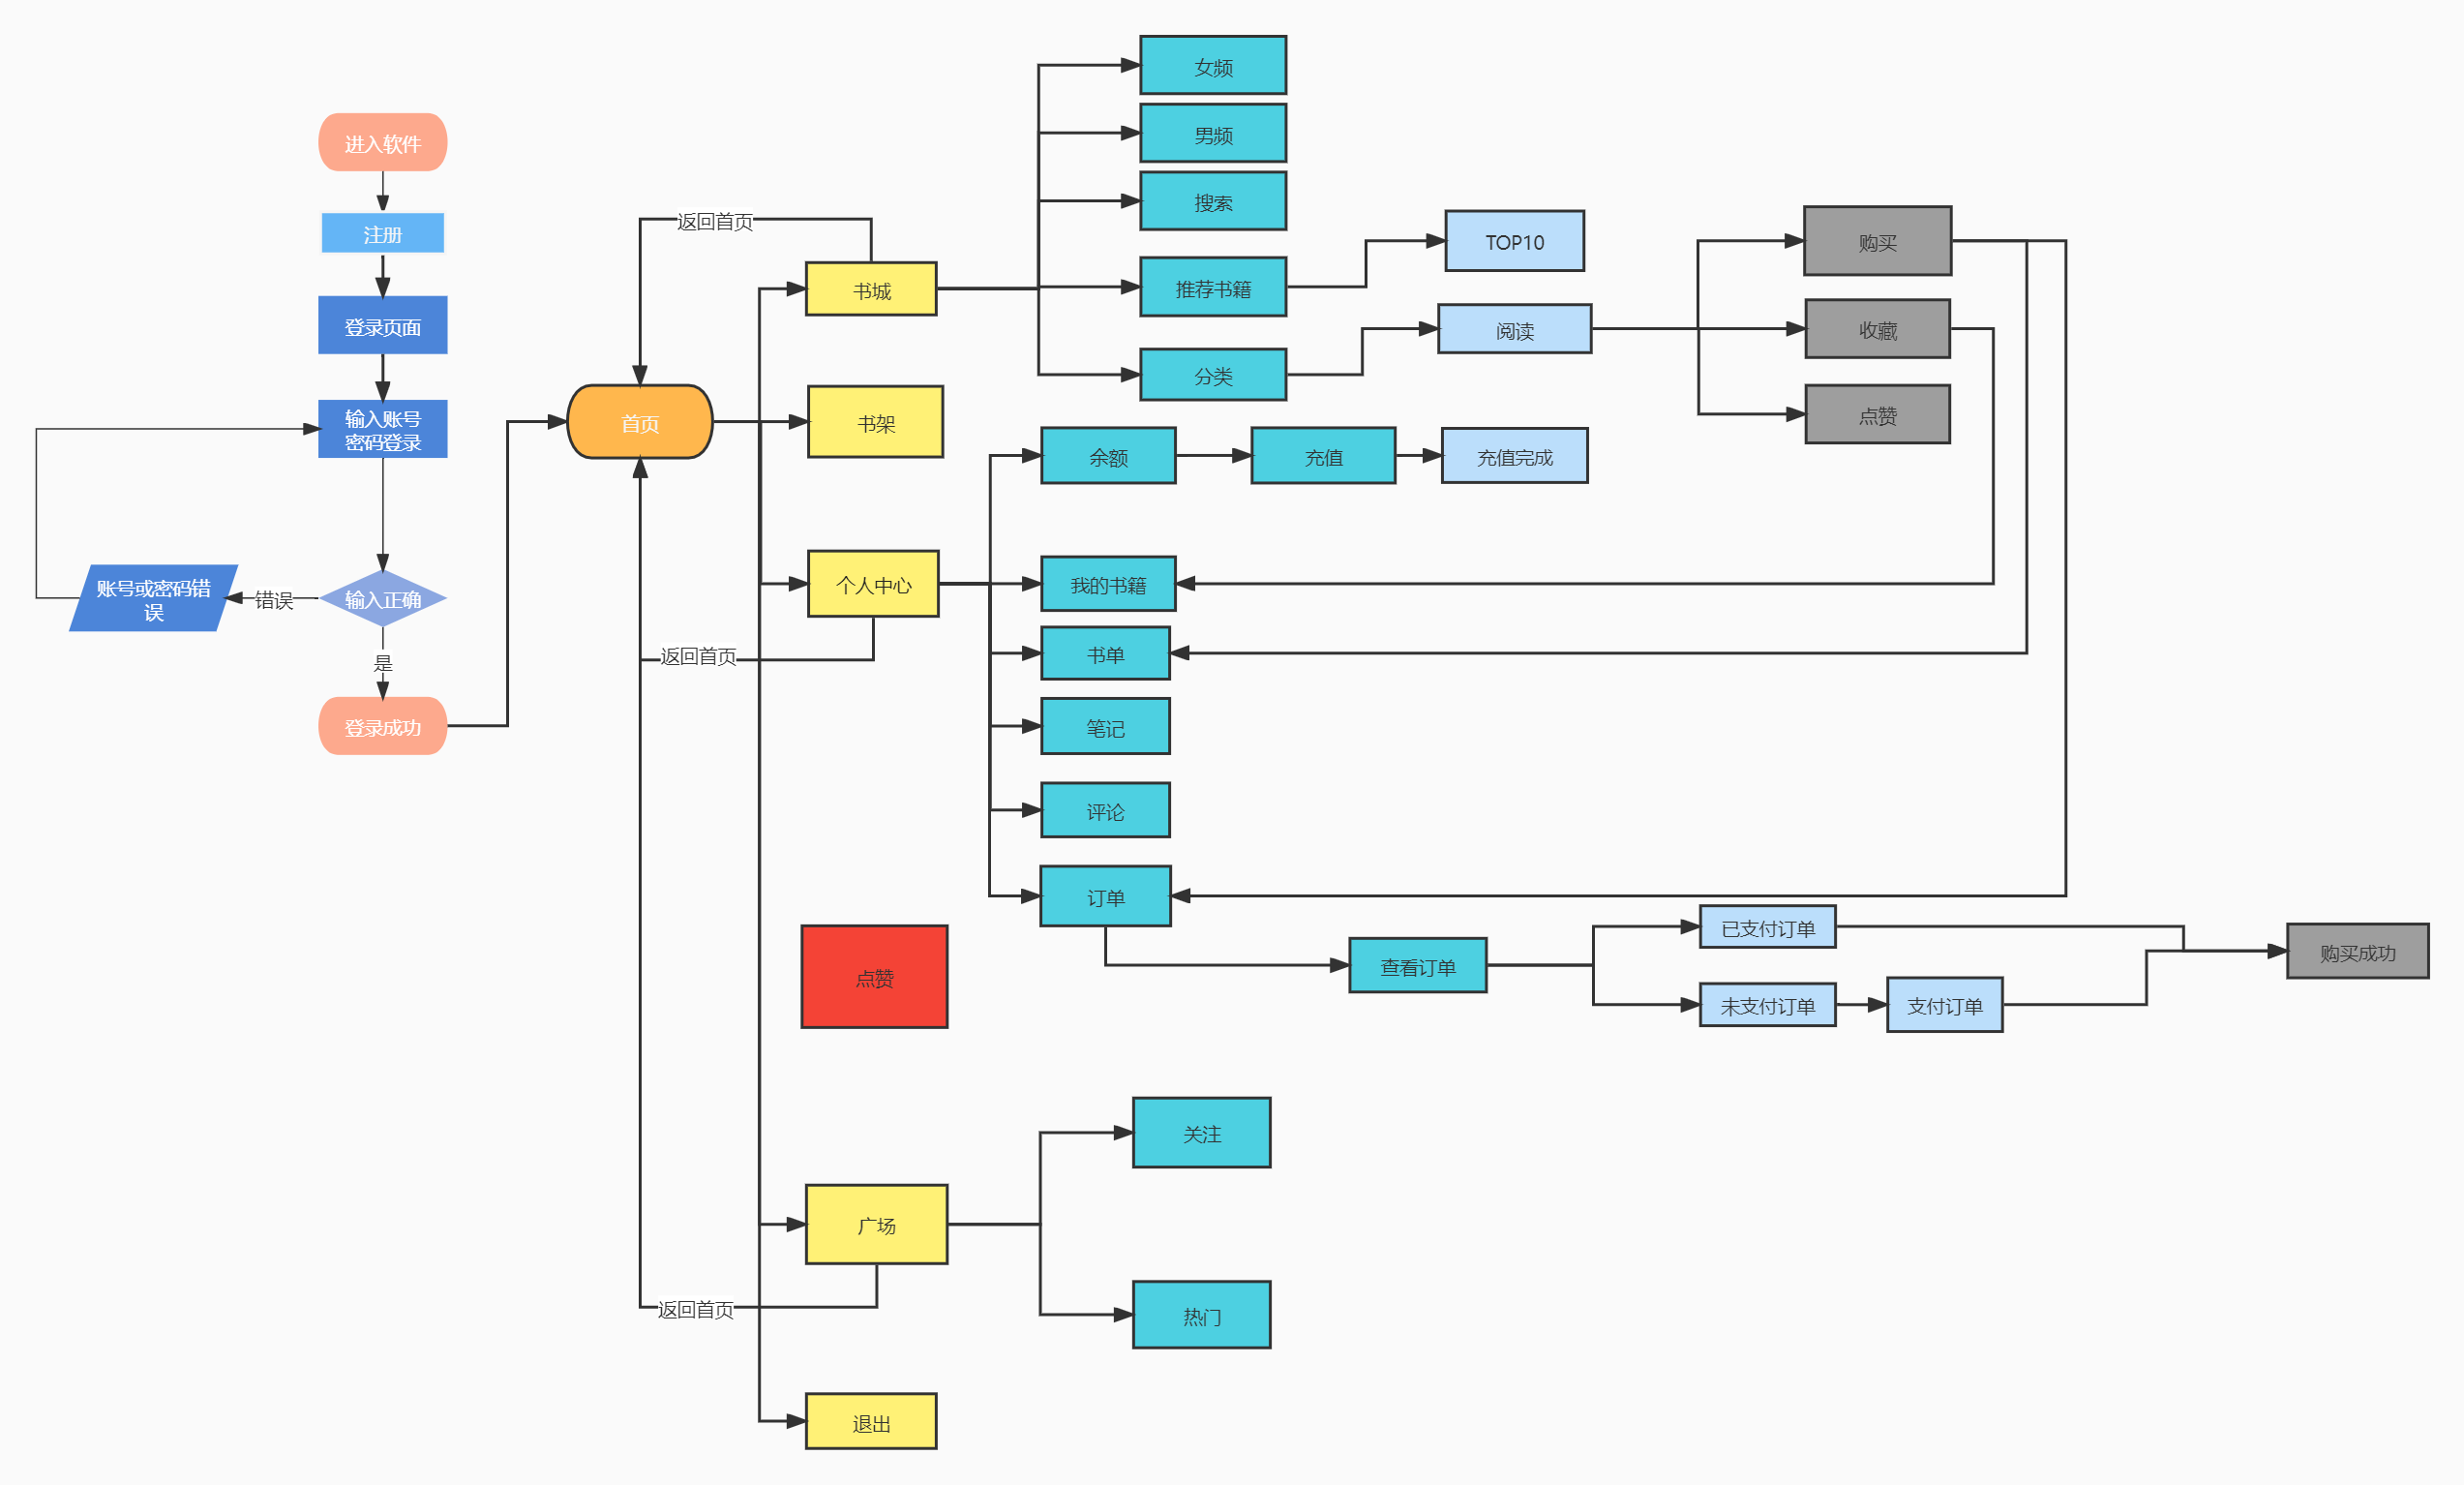 进入软件
注册
登录页面
输入账号
密码登录
账号或密码错
误
错误
输入正确
是
登录成功
首页
返回首页
书城
书架
个人中心
返回首页
点赞
广场
返回首页
退出
女频
男频
搜索
推荐书籍
分类
TOP10
阅读
购买
收藏
点赞
余额
充值
充值完成
我的书籍
书单
笔记
评论
订单
查看订单
已支付订单
未支付订单
支付订单
购买成功
关注
热门